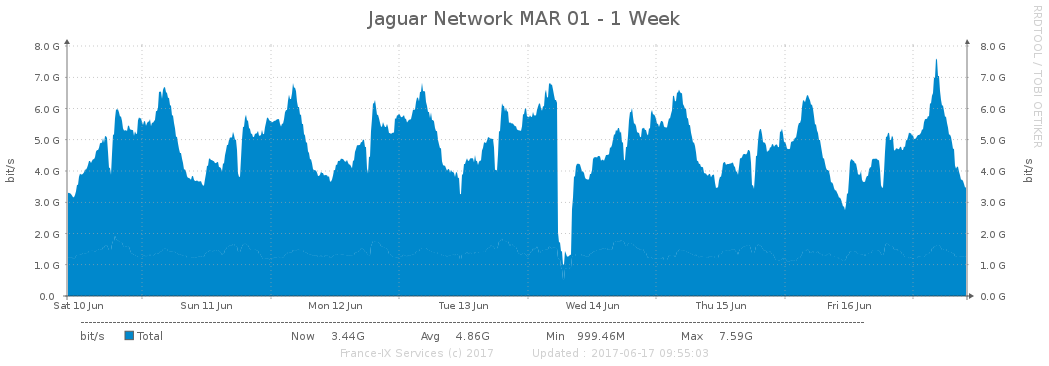 Jaguar Network MAR 01 - 1 Week
RRDTOOL / TOBI OETIKER
bit/s
8.0 G 8.0 G
7.0 G 7.0 G
6.0 G 6.0 G
5.0 G 5.0 G
4.0 G 4.0 G
3.0 G 3.0 G
2.0 G 2.0 G
1.0 G 1.0 G
0.0 0.0 G
bit/s
Sat 10 Jun Sun 11 Jun Mon 12 Jun Tue 13 Jun Wed 14 Jun Thu 15 Jun Fri 16 Jun
bit/s Total Now 3.44G Avg 4.86G Min 999.46M Max 7.59G
France-IX Services (c) 2017 Updated : 2017-06-17 09:55:03